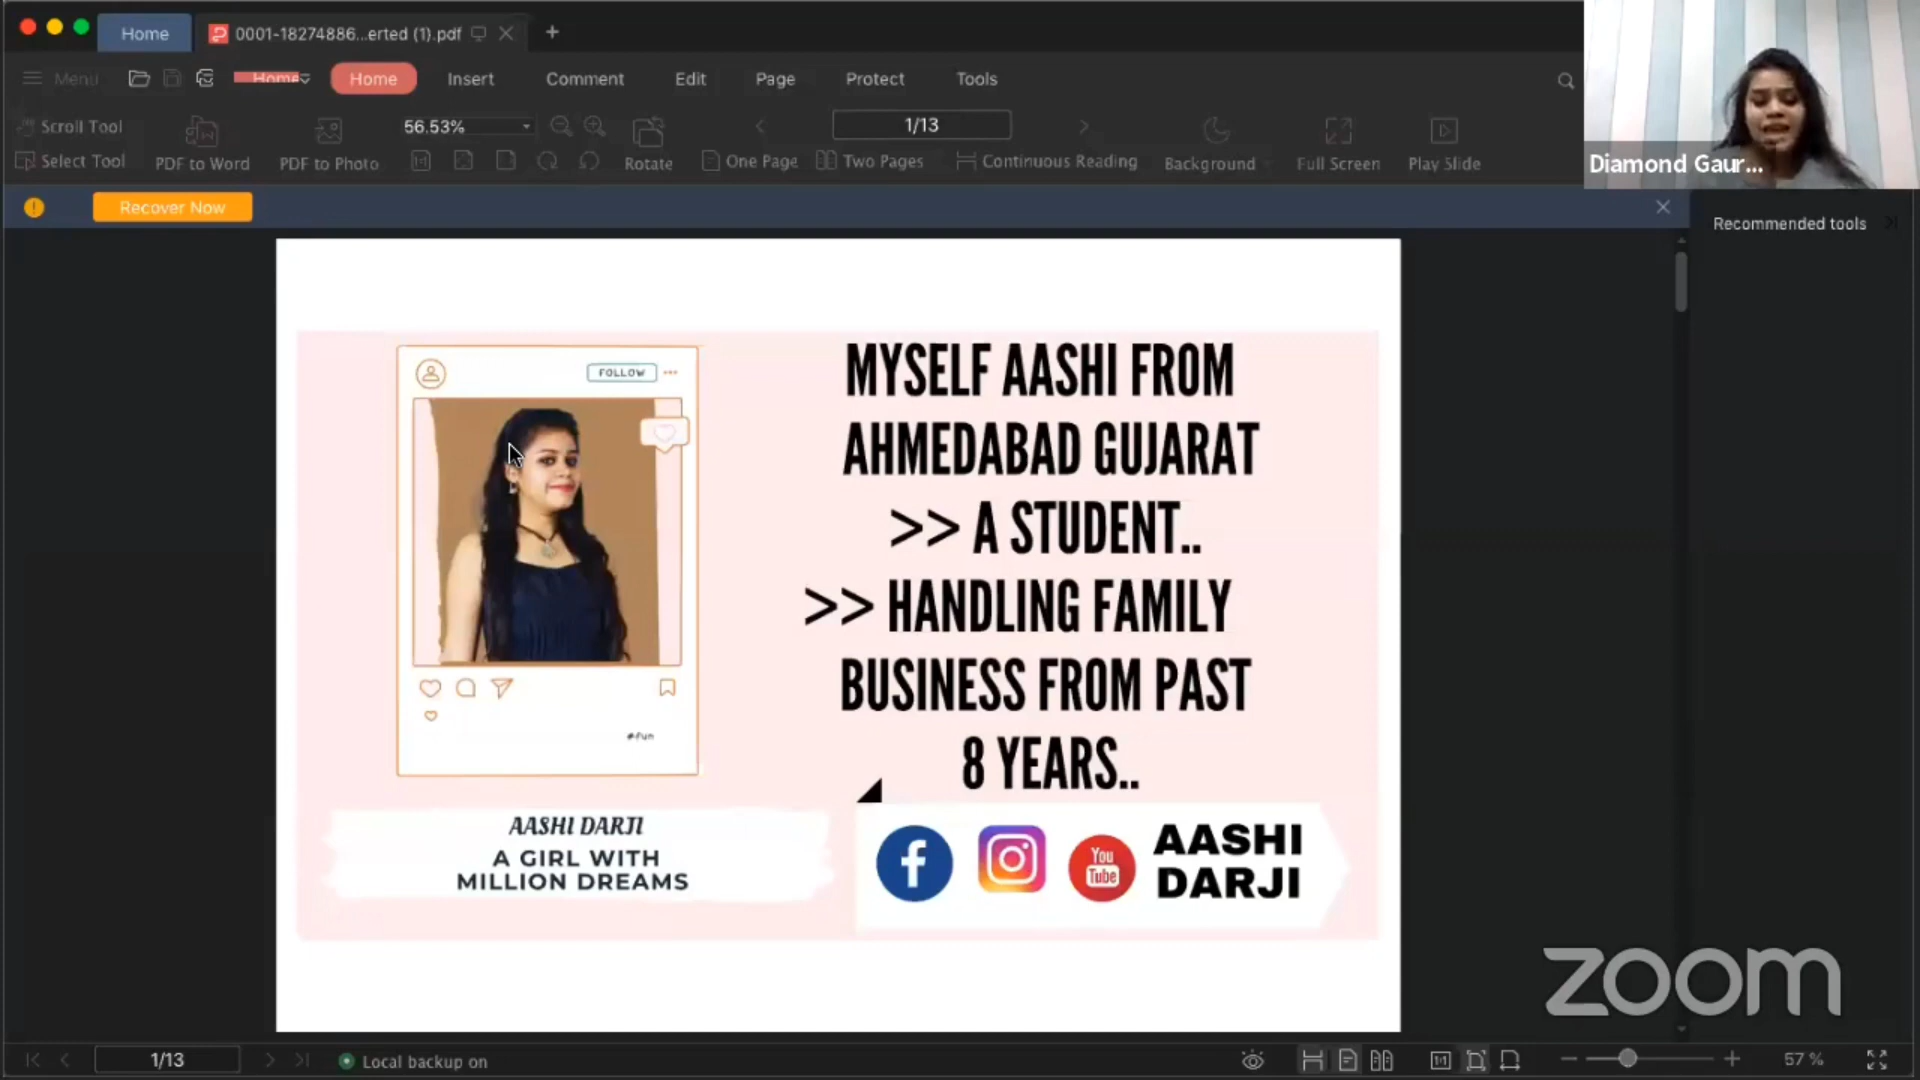 Home
0001-18274886...erted (1).pdf
Menu
Home
Home
Insert
Comment
Edit
Page
Protect
Tools
Scroll Tool
Select Tool
PDF to Word
PDF to Photo
56.53%
Rotate
1/13
One Page
Two Pages
Continuous Reading
Background
Full Screen
Play Slide
Diamond Gaur...
Recover Now
Recommended tools
FOLLOW
#fun
MYSELF AASHI FROM
AHMEDABAD GUJARAT
>> A STUDENT..
>> HANDLING FAMILY
BUSINESS FROM PAST
8 YEARS..
AASHI DARJI
A GIRL WITH
MILLION DREAMS
You
Tube
AASHI
DARJI
zoom
1/13
Local backup on
57 %